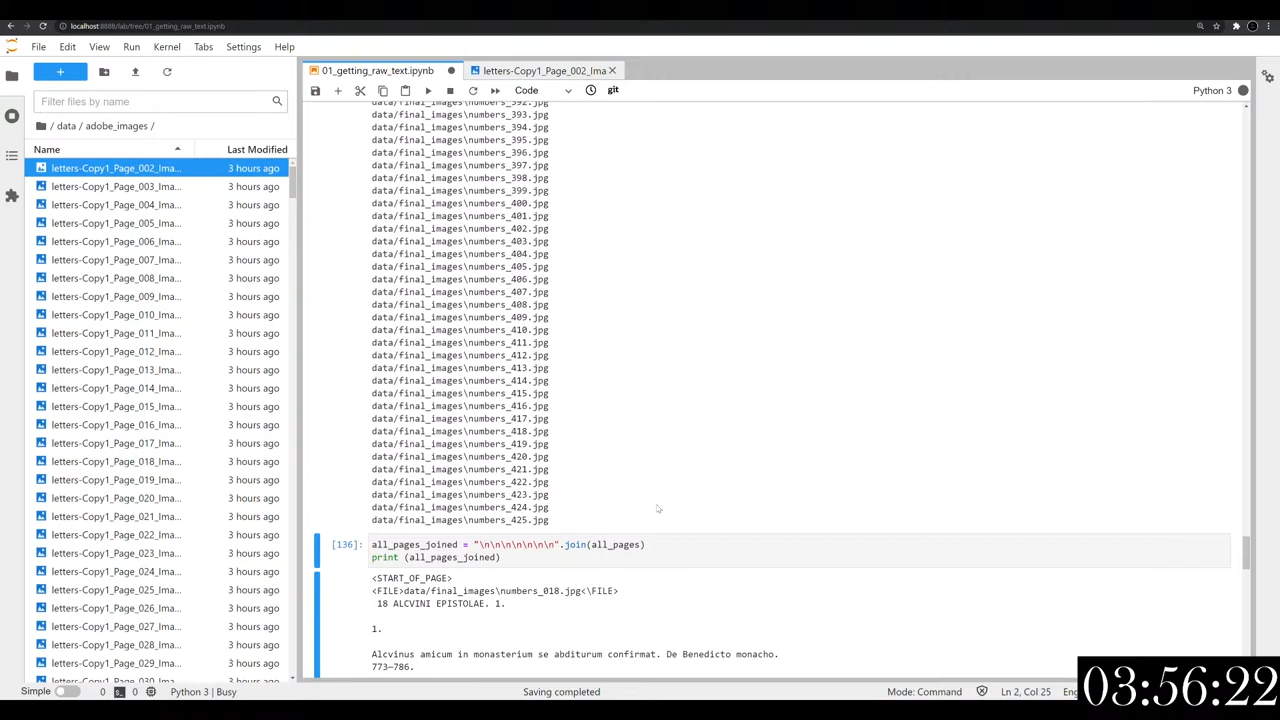 localhost:8888/lab/tree/01_getting_raw_text.ipynb
File Edit View Run Kernel Tabs Settings Help
01_getting_raw_text.ipynb
letters-Copy1_Page_002_Ima
Filter files by name
Code
git
Python 3
/ data / adobe_images /
Name Last Modified
letters-Copy1_Page_002_Ima... 3 hours ago
letters-Copy1_Page_003_Ima... 3 hours ago
letters-Copy1_Page_004_Ima... 3 hours ago
letters-Copy1_Page_005_Ima... 3 hours ago
letters-Copy1_Page_006_Ima... 3 hours ago
letters-Copy1_Page_007_Ima... 3 hours ago
letters-Copy1_Page_008_Ima... 3 hours ago
letters-Copy1_Page_009_Ima... 3 hours ago
letters-Copy1_Page_010_Ima... 3 hours ago
letters-Copy1_Page_011_Ima... 3 hours ago
letters-Copy1_Page_012_Ima... 3 hours ago
letters-Copy1_Page_013_Ima... 3 hours ago
letters-Copy1_Page_014_Ima... 3 hours ago
letters-Copy1_Page_015_Ima... 3 hours ago
letters-Copy1_Page_016_Ima... 3 hours ago
letters-Copy1_Page_017_Ima... 3 hours ago
letters-Copy1_Page_018_Ima... 3 hours ago
letters-Copy1_Page_019_Ima... 3 hours ago
letters-Copy1_Page_020_Ima... 3 hours ago
letters-Copy1_Page_021_Ima... 3 hours ago
letters-Copy1_Page_022_Ima... 3 hours ago
letters-Copy1_Page_023_Ima... 3 hours ago
letters-Copy1_Page_024_Ima... 3 hours ago
letters-Copy1_Page_025_Ima... 3 hours ago
letters-Copy1_Page_026_Ima... 3 hours ago
letters-Copy1_Page_027_Ima... 3 hours ago
letters-Copy1_Page_028_Ima... 3 hours ago
letters-Copy1_Page_029_Ima... 3 hours ago
letters-Copy1_Page_030_Ima... 3 hours ago
data/final_images\numbers_392.jpg
data/final_images\numbers_393.jpg
data/final_images\numbers_394.jpg
data/final_images\numbers_395.jpg
data/final_images\numbers_396.jpg
data/final_images\numbers_397.jpg
data/final_images\numbers_398.jpg
data/final_images\numbers_399.jpg
data/final_images\numbers_400.jpg
data/final_images\numbers_401.jpg
data/final_images\numbers_402.jpg
data/final_images\numbers_403.jpg
data/final_images\numbers_404.jpg
data/final_images\numbers_405.jpg
data/final_images\numbers_406.jpg
data/final_images\numbers_407.jpg
data/final_images\numbers_408.jpg
data/final_images\numbers_409.jpg
data/final_images\numbers_410.jpg
data/final_images\numbers_411.jpg
data/final_images\numbers_412.jpg
data/final_images\numbers_413.jpg
data/final_images\numbers_414.jpg
data/final_images\numbers_415.jpg
data/final_images\numbers_416.jpg
data/final_images\numbers_417.jpg
data/final_images\numbers_418.jpg
data/final_images\numbers_419.jpg
data/final_images\numbers_420.jpg
data/final_images\numbers_421.jpg
data/final_images\numbers_422.jpg
data/final_images\numbers_423.jpg
data/final_images\numbers_424.jpg
data/final_images\numbers_425.jpg
[136]: all_pages_joined = "\n\n\n\n\n\n\n".join(all_pages)
print (all_pages_joined)
<START_OF_PAGE>
<FILE>data/final_images\numbers_018.jpg<\FILE>
18 ALCVINI EPISTOLAE. 1.
1.
Alcvinus amicum in monasterium se abditurum confirmat. De Benedicto monacho.
773—786.
Simple 0 0 Python 3 | Busy Saving completed Mode: Command Ln 2, Col 25
03:56:22